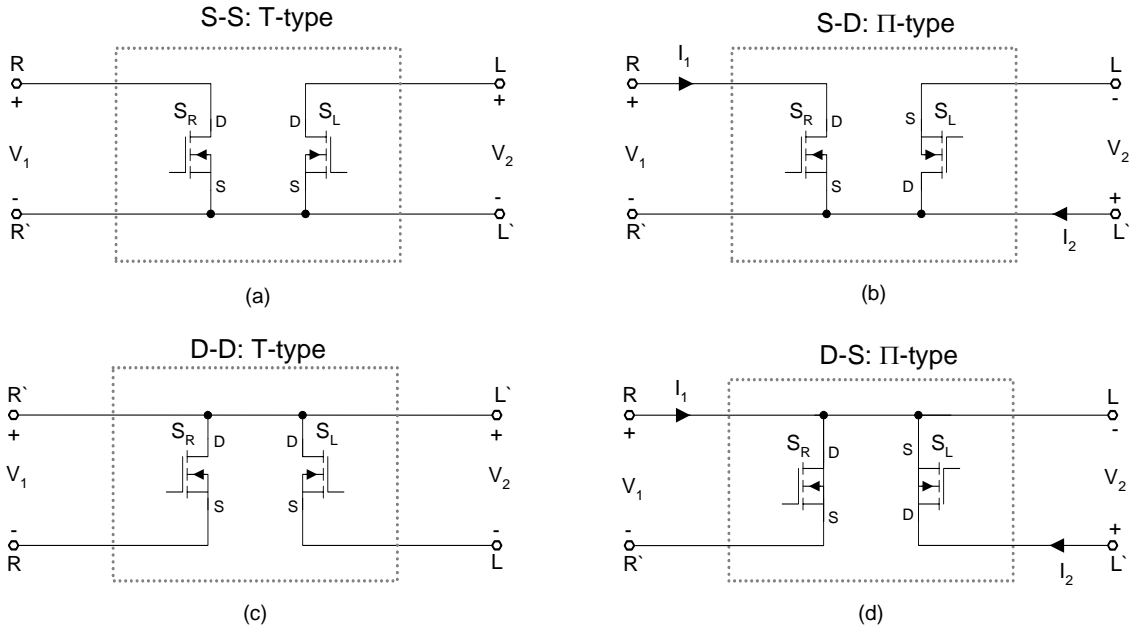 S-S: T-type
R
+
V1
-
R`
SR
D
S
D
SL
S
L
+
V2
-
L`
(a)
S-D: Π-type
R
I1
+
V1
-
R`
SR
D
S
S
SL
D
L
-
V2
+
L`
I2
(b)
D-D: T-type
R`
+
V1
-
R
SR
D
S
D
SL
S
L`
+
V2
-
L
(c)
D-S: Π-type
R
I1
+
V1
-
R`
SR
D
S
S
SL
D
L
-
V2
+
L`
I2
(d)